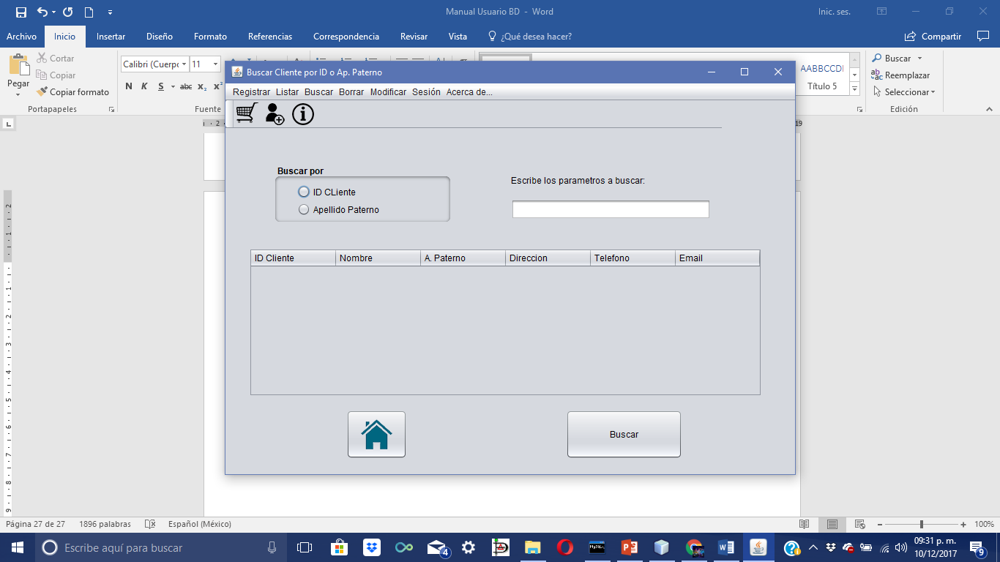 Manual Usuario BD - Word
Inic. ses.
Archivo Inicio Insertar Diseño Formato Referencias Correspondencia Revisar Vista ¿Qué desea hacer? Compartir
Cortar
Copiar
Copiar formato
Pegar
Portapapeles
Calibri (Cuerpo 11
N K S abc x₂ x²
Fuente
AABBCCDI
Título 5
Buscar
Reemplazar
Seleccionar
Edición
Buscar Cliente por ID o Ap. Paterno
Registrar Listar Buscar Borrar Modificar Sesión Acerca de...
Buscar por
ID CLiente
Apellido Paterno
Escribe los parametros a buscar:
ID Cliente Nombre A. Paterno Direccion Telefono Email
Buscar
Página 27 de 27 1896 palabras Español (México) 100%
Escribe aquí para buscar
4
MySQL
09:31 p. m.
10/12/2017
9